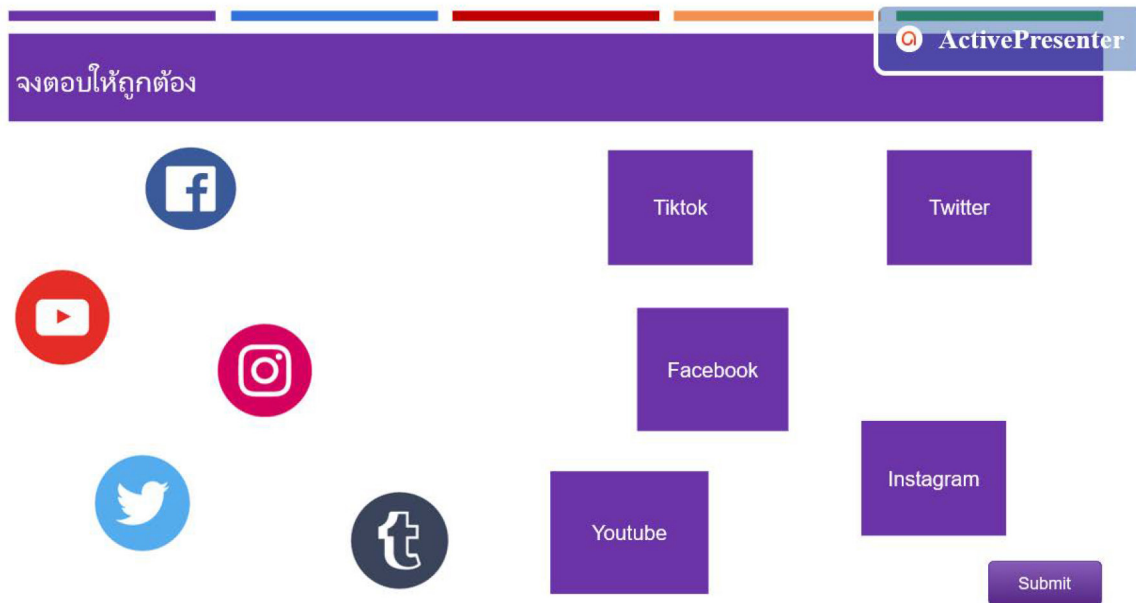 ActivePresenter
จงตอบให้ถูกต้อง
Tiktok
Twitter
Facebook
Instagram
Youtube
Submit